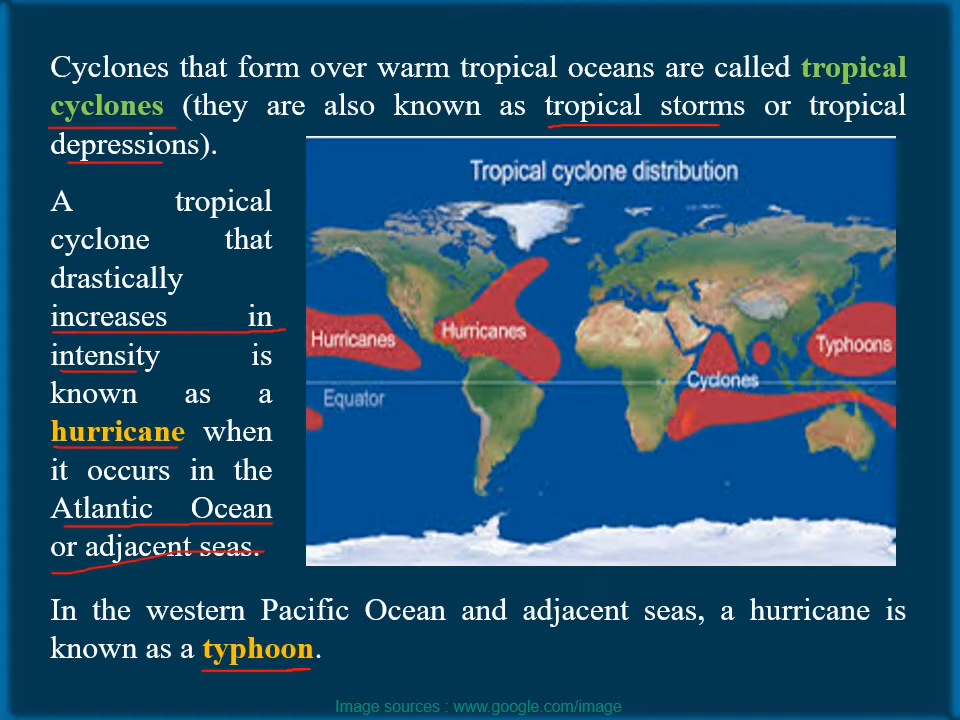 Cyclones that form over warm tropical oceans are called tropical
cyclones (they are also known as tropical storms or tropical
depressions).
Tropical cyclone distribution
A tropical
cyclone that
drastically
increases in
intensity is
known as a
hurricane when
it occurs in the
Atlantic Ocean
or adjacent seas.
Hurricanes
Hurricanes
Typhoons
Cyclones
Equator
In the western Pacific Ocean and adjacent seas, a hurricane is
known as a typhoon.
Image sources : www.google.com/image